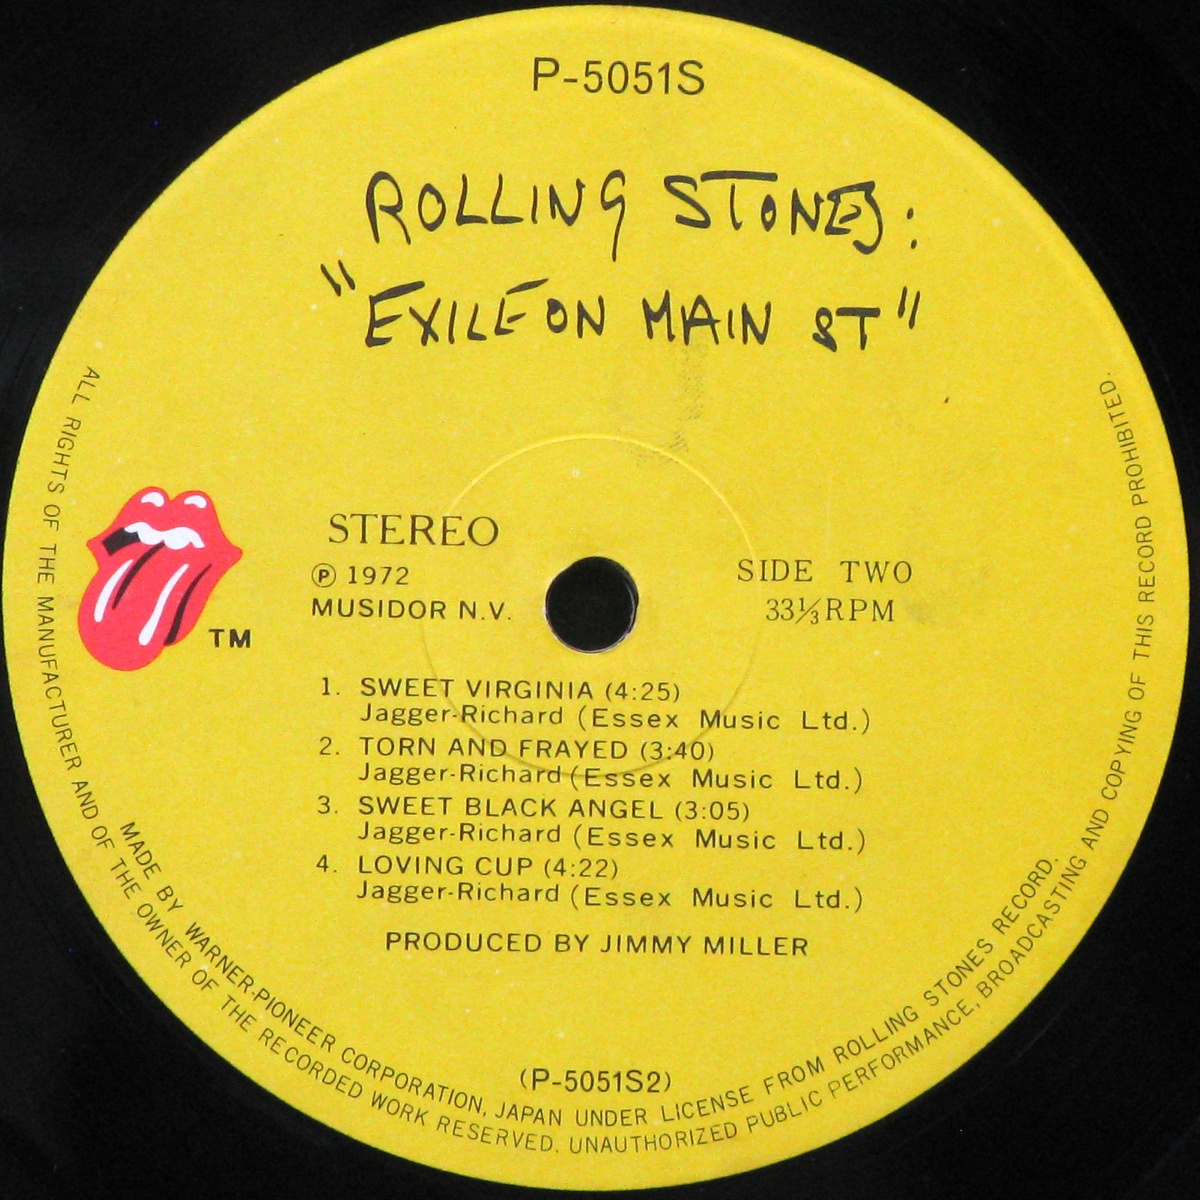 P-5051S
ROLLING STONES:
"EXILE ON MAIN ST"
STEREO
Ⓟ 1972
MUSIDOR N.V.
SIDE TWO
33⅓ RPM
TM
1. SWEET VIRGINIA (4:25)
Jagger-Richard (Essex Music Ltd.)
2. TORN AND FRAYED (3:40)
Jagger-Richard (Essex Music Ltd.)
3. SWEET BLACK ANGEL (3:05)
Jagger-Richard (Essex Music Ltd.)
4. LOVING CUP (4:22)
Jagger-Richard (Essex Music Ltd.)
PRODUCED BY JIMMY MILLER
(P-5051S2)
MADE BY WARNER-PIONEER CORPORATION, JAPAN UNDER LICENSE FROM ROLLING STONES RECORD.
ALL RIGHTS OF THE MANUFACTURER AND OF THE OWNER OF THE RECORDED WORK RESERVED. UNAUTHORIZED PUBLIC PERFORMANCE, BROADCASTING AND COPYING OF THIS RECORD PROHIBITED.